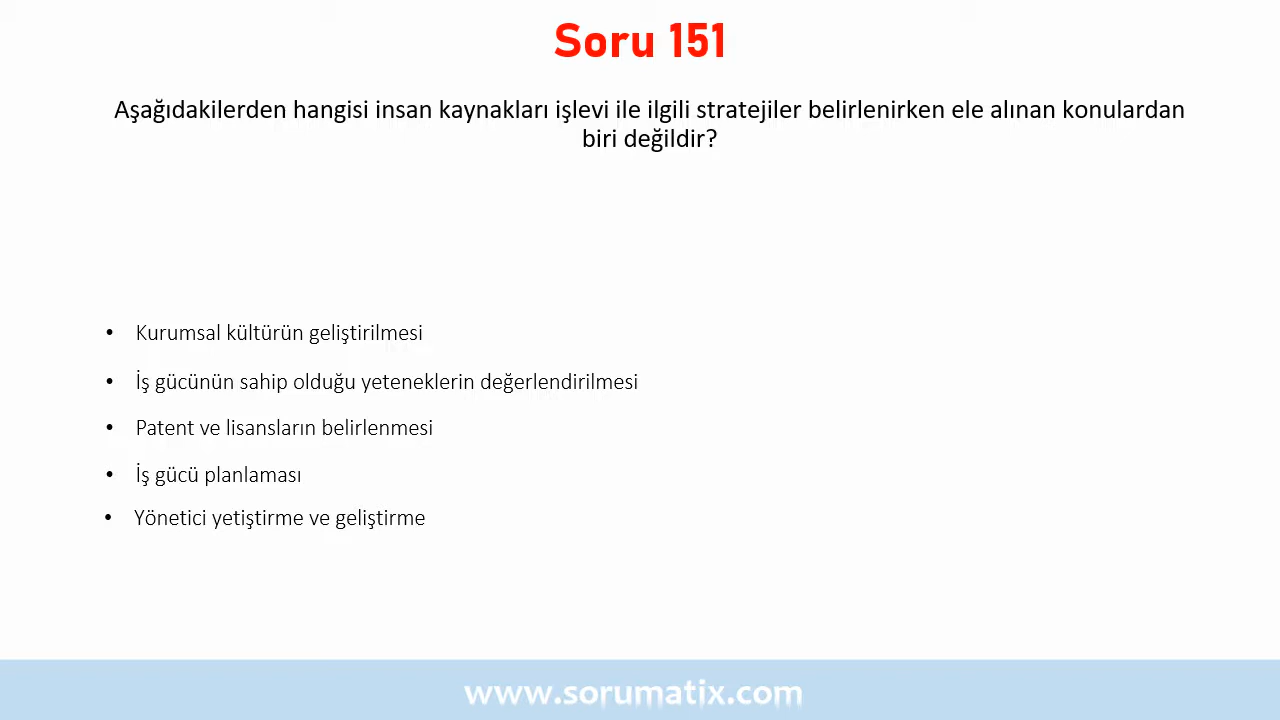 Soru 151
Aşağıdakilerden hangisi insan kaynakları işlevi ile ilgili stratejiler belirlenirken ele alınan konulardan
biri değildir?
• Kurumsal kültürün geliştirilmesi
• İş gücünün sahip olduğu yeteneklerin değerlendirilmesi
• Patent ve lisansların belirlenmesi
• İş gücü planlaması
• Yönetici yetiştirme ve geliştirme
www.sorumatix.com